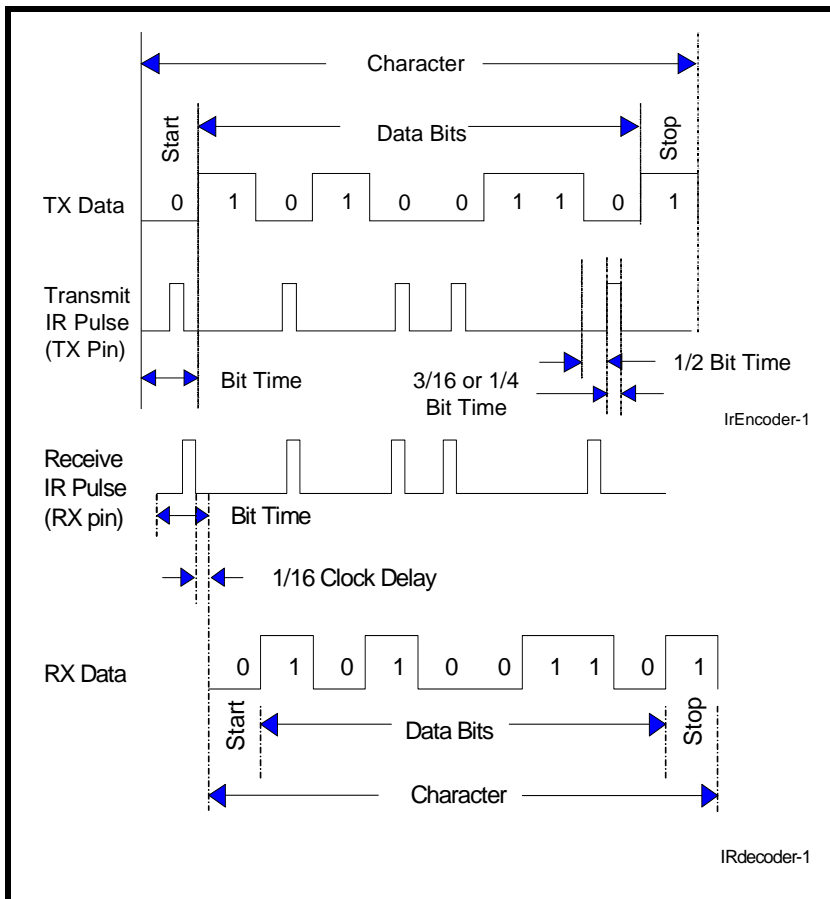 Character
Start
Data Bits
Stop
TX Data
0 1 0 1 0 0 1 1 0 1
Transmit
IR Pulse
(TX Pin)
Bit Time
1/2 Bit Time
3/16 or 1/4
Bit Time
IrEncoder-1
Receive
IR Pulse
(RX pin)
Bit Time
1/16 Clock Delay
RX Data
0 1 0 1 0 0 1 1 0 1
Start
Data Bits
Stop
Character
IRdecoder-1